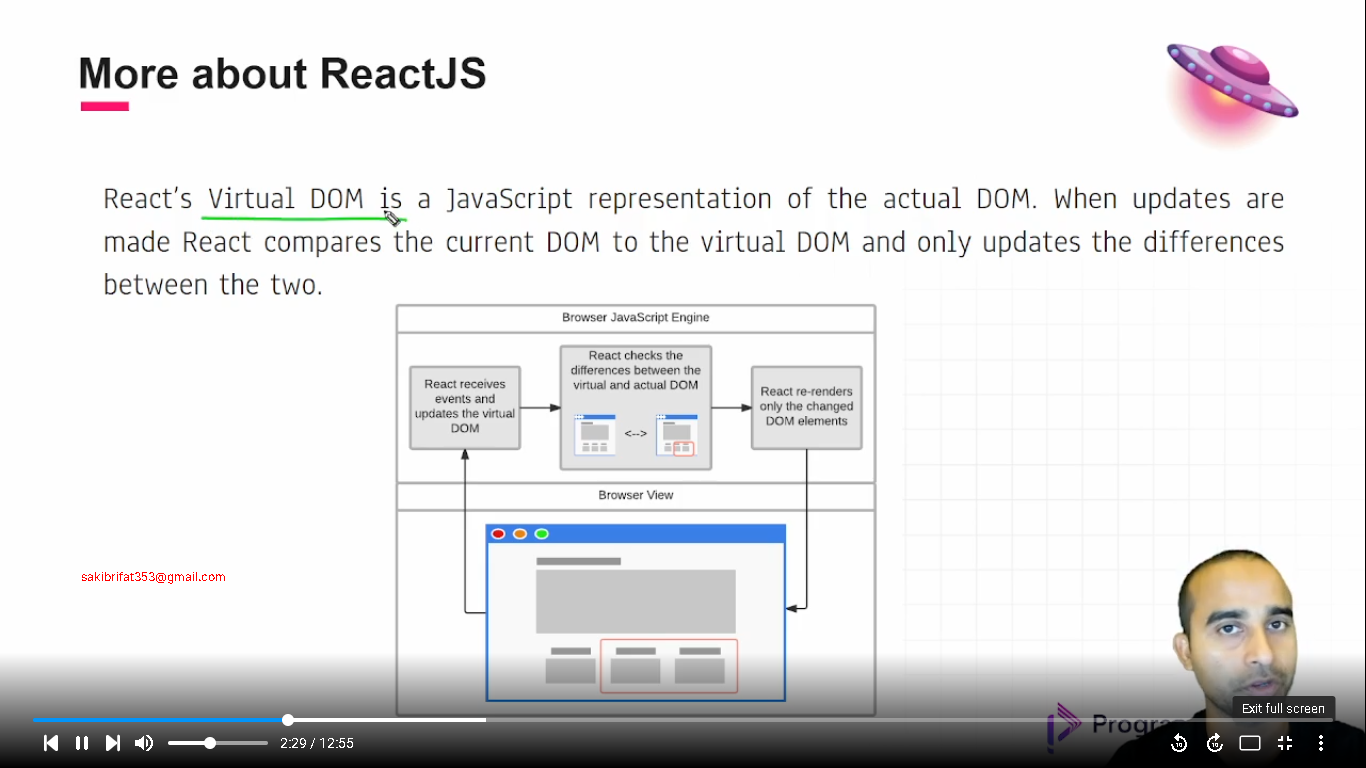 More about ReactJS
React's Virtual DOM is a JavaScript representation of the actual DOM. When updates are
made React compares the current DOM to the virtual DOM and only updates the differences
between the two.
Browser JavaScript Engine
React receives
events and
updates the virtual
DOM
React checks the
differences between the
virtual and actual DOM
<-->
React re-renders
only the changed
DOM elements
Browser View
sakibrifat353@gmail.com
Exit full screen
2:29 / 12:55
10
10